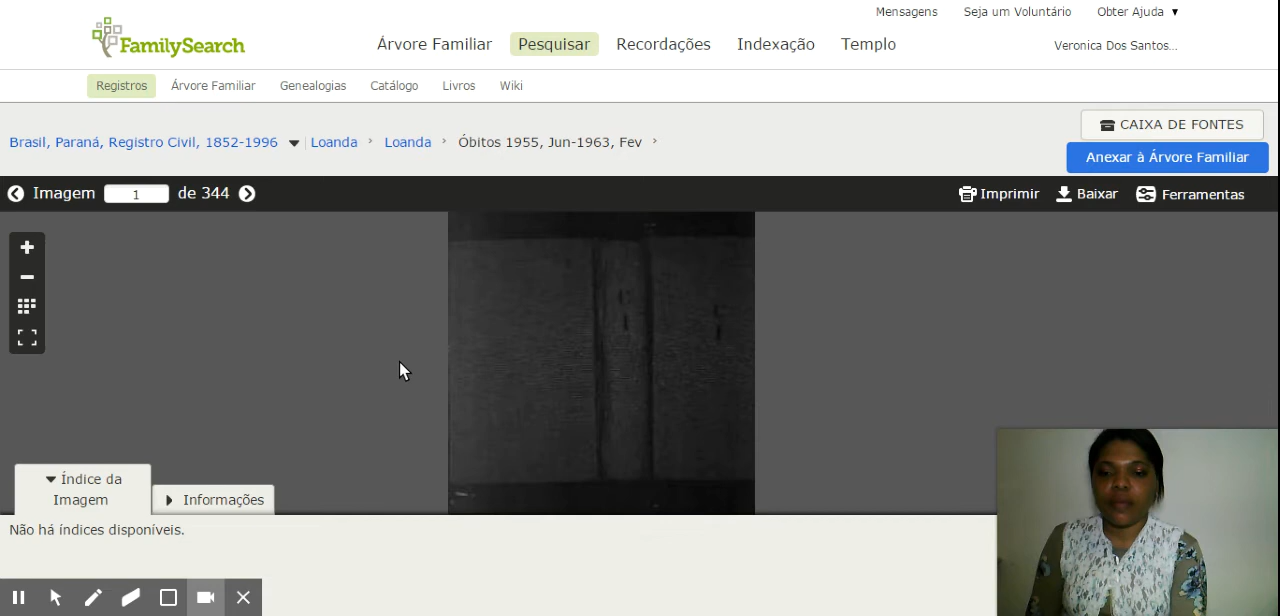 Mensagens Seja um Voluntário Obter Ajuda ▼
FamilySearch
Árvore Familiar Pesquisar Recordações Indexação Templo
Veronica Dos Santos...
Registros Árvore Familiar Genealogias Catálogo Livros Wiki
CAIXA DE FONTES
Brasil, Paraná, Registro Civil, 1852-1996 ▼ Loanda › Loanda › Óbitos 1955, Jun-1963, Fev ›
Anexar à Árvore Familiar
Imagem 1 de 344
Imprimir Baixar Ferramentas
▼ Índice da
Imagem
Informações
Não há índices disponíveis.